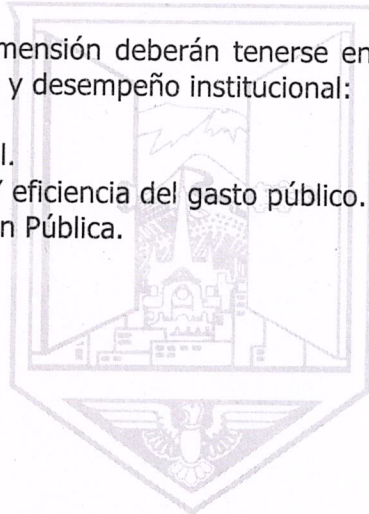 mensión deberán tenerse en
y desempeño institucional:
l.
eficiencia del gasto público.
n Pública.